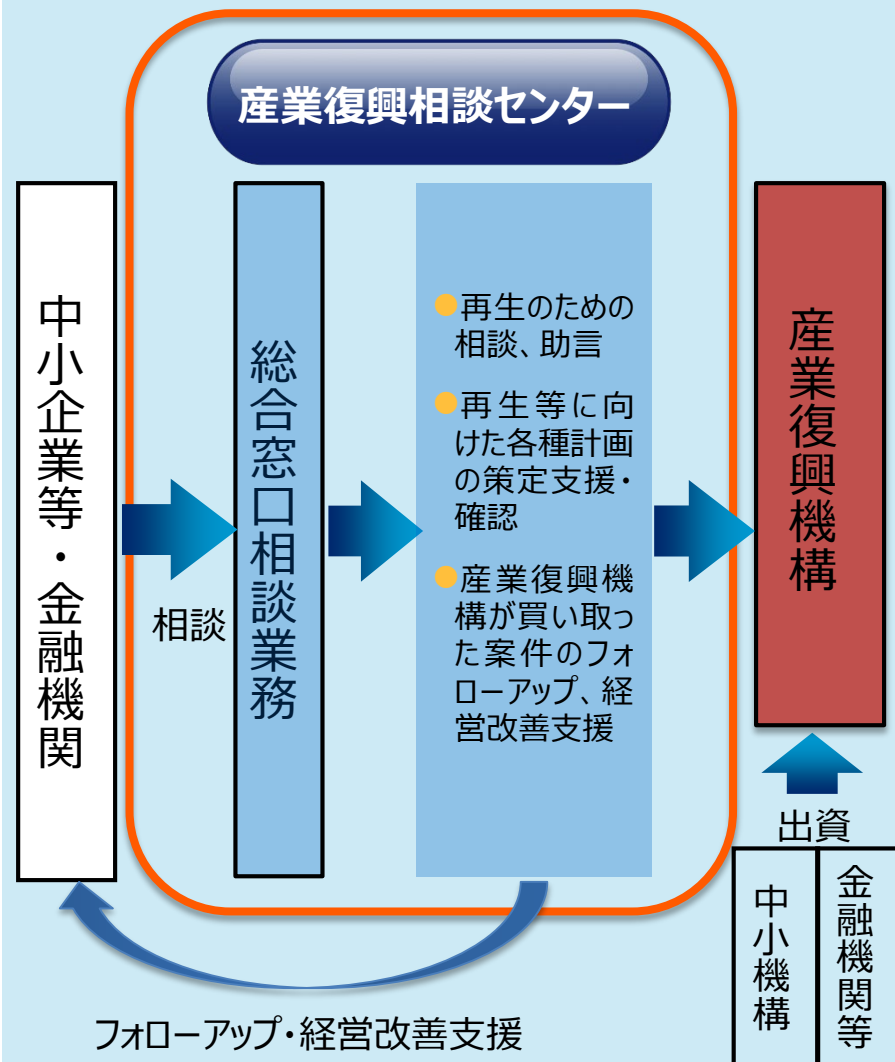 産業復興相談センター
中小企業等・金融機関
相談
総合窓口相談業務
●再生のための
相談、助言
●再生等に向
けた各種計画
の策定支援・
確認
●産業復興機
構が買い取っ
た案件のフォ
ローアップ、経
営改善支援
産業復興機構
出資
中小機構
金融機関等
フォローアップ・経営改善支援